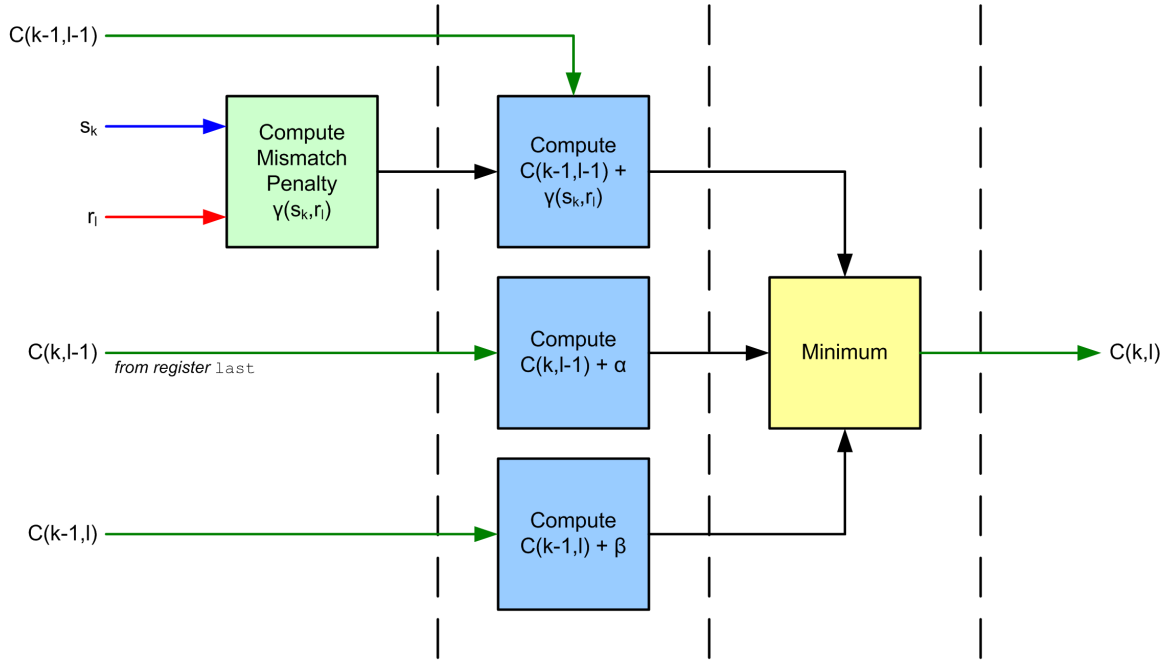 C(k-1,l-1)
s_k
r_l
Compute
Mismatch
Penalty
γ(s_k,r_l)
Compute
C(k-1,l-1) +
γ(s_k,r_l)
C(k,l-1)
from register last
Compute
C(k,l-1) + α
Minimum
C(k,l)
C(k-1,l)
Compute
C(k-1,l) + β